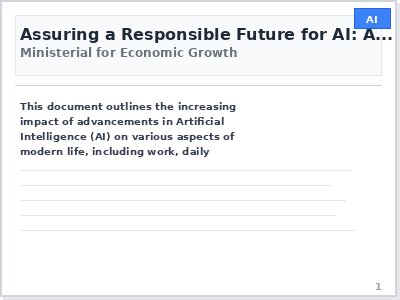 AI
Assuring a Responsible Future for AI: A...
Ministerial for Economic Growth
This document outlines the increasing
impact of advancements in Artificial
Intelligence (AI) on various aspects of
modern life, including work, daily
1